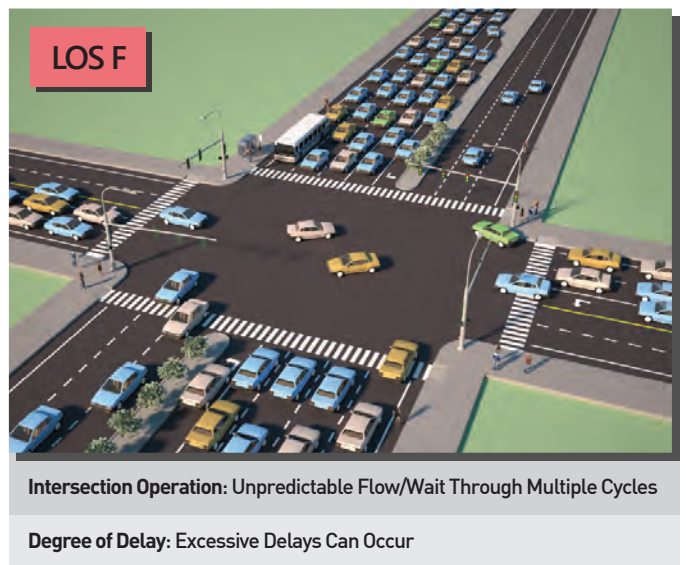 LOS F
Intersection Operation: Unpredictable Flow/Wait Through Multiple Cycles
Degree of Delay: Excessive Delays Can Occur